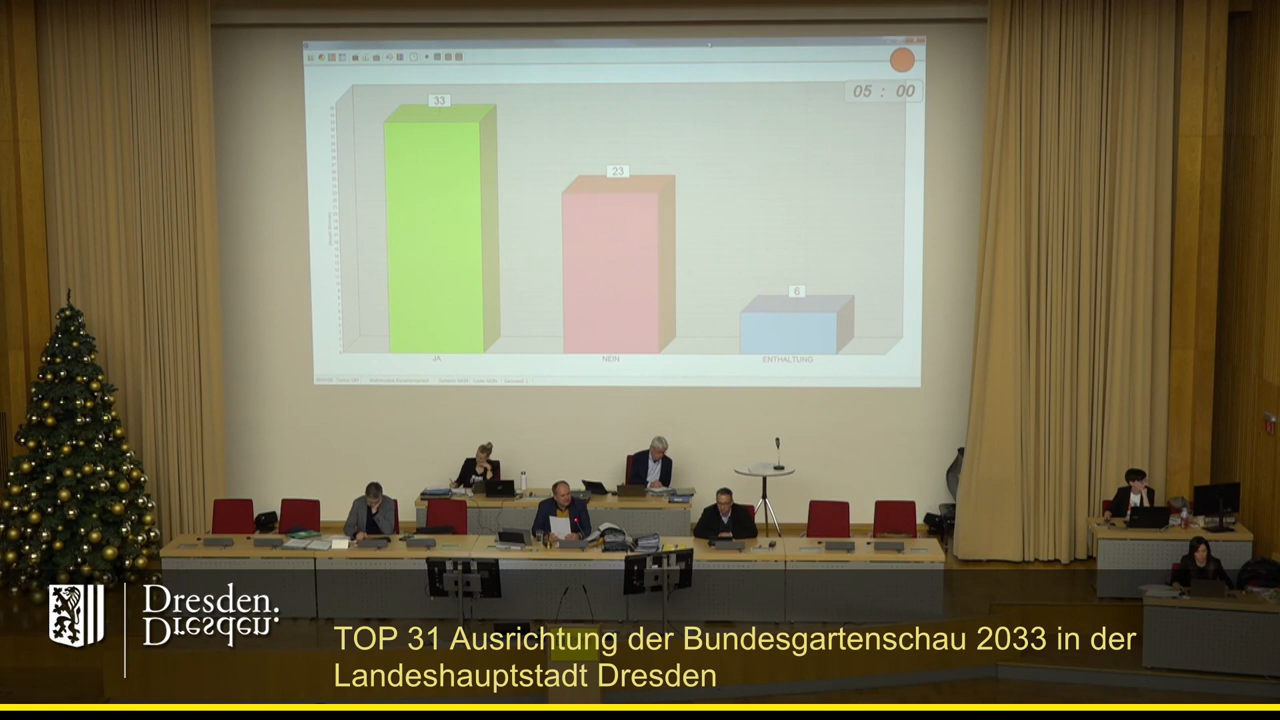 05 : 00
33
23
6
JA
NEIN
ENTHALTUNG
Dresden.
Dresden.
TOP 31 Ausrichtung der Bundesgartenschau 2033 in der
Landeshauptstadt Dresden